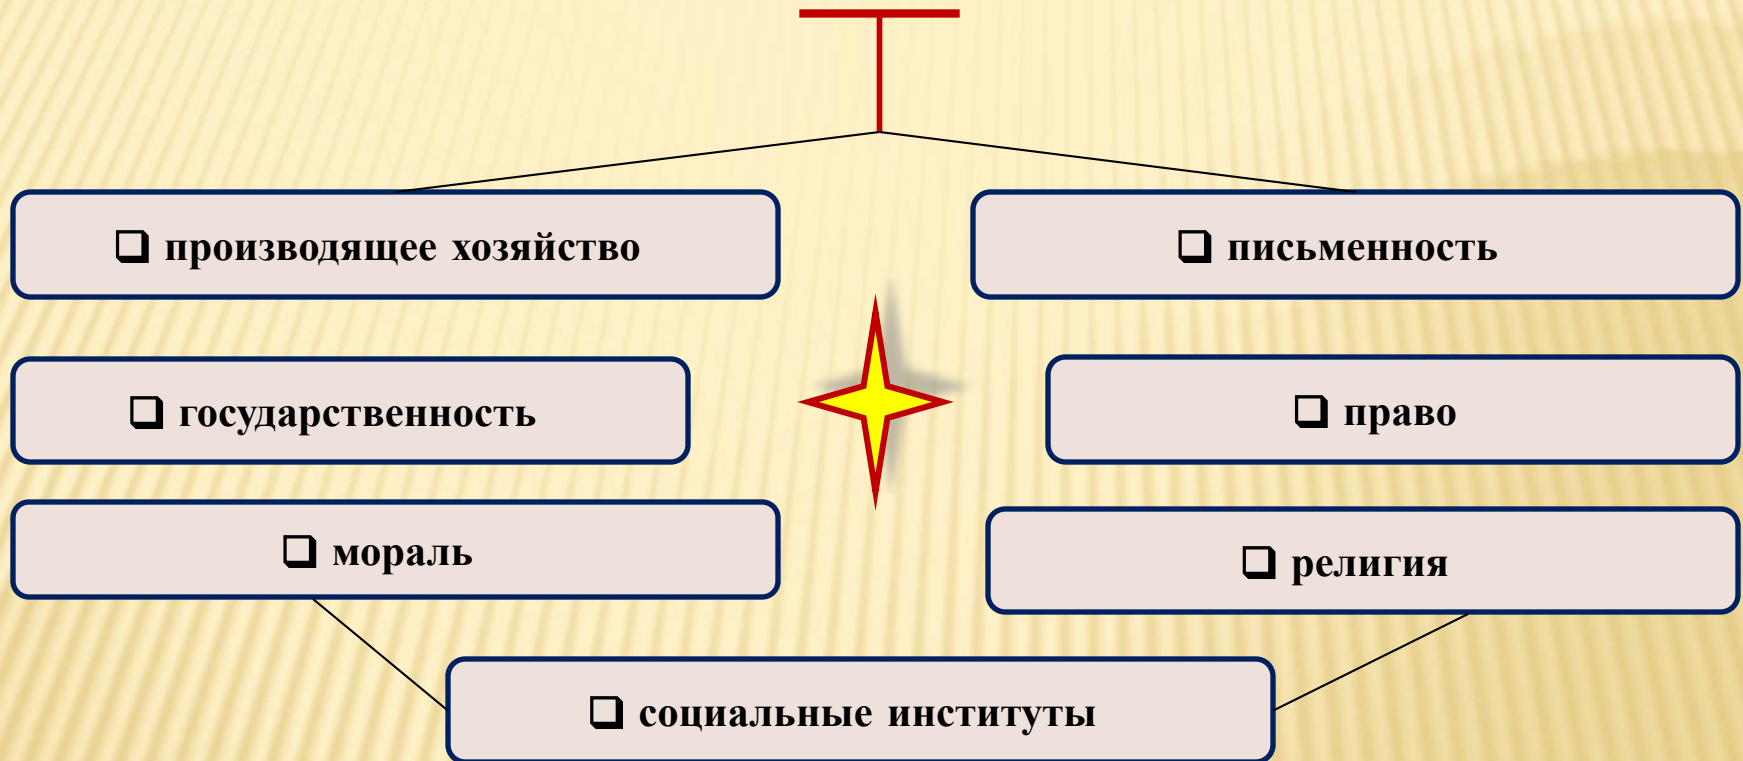 ❑ производящее хозяйство
❑ письменность
❑ государственность
❑ право
❑ мораль
❑ религия
❑ социальные институты